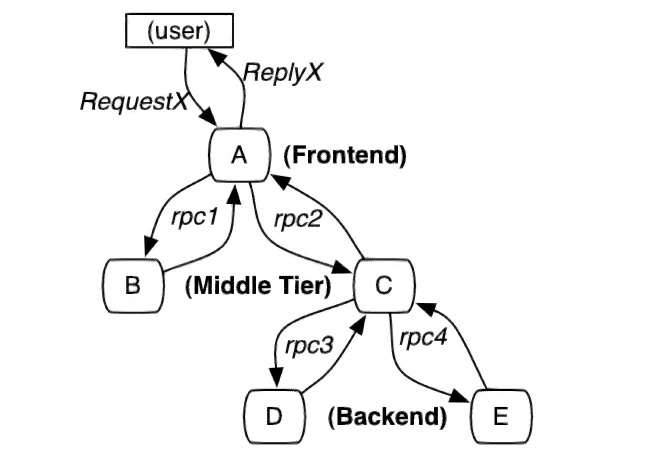 (user)
ReplyX
RequestX
A (Frontend)
rpc1 rpc2
B (Middle Tier) C
rpc3 rpc4
D (Backend) E